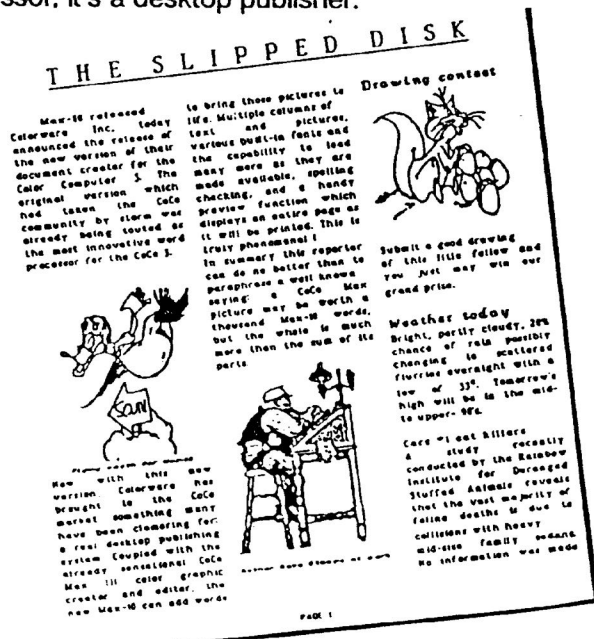 ssor, it's a desktop publisher.
THE SLIPPED DISK
Max-10 released
Colorware Inc. today
announced the release of
the new version of their
document creator for the
Color Computer 3. The
original version which
had taken the CoCo
community by storm was
already being touted as
the most innovative word
processor for the CoCo 3.
Now with this new
version, Colorware has
brought to the CoCo
market something many
have been clamoring for:
a real desktop publishing
system Coupled with the
already sensational CoCo
Max III color graphic
creator and editor, the
new Max-10 can add words
to bring those pictures to
life. Multiple columns of
text and pictures,
various built-in fonts and
the capability to load
many more as they are
made available, spelling
checking, and a handy
preview function which
displays an entire page as
it will be printed. This is
truly phenomenal !
In summary this reporter
can do no better than to
paraphrase a well known
saying: a CoCo Max
picture may be worth a
thousand Max-10 words,
but the whole is much
more than the sum of its
parts.
Drawing contest
Submit a good drawing
of this little fellow and
you just may win our
grand prize.
Weather today
Bright, partly cloudy, 20%
chance of rain possibly
changing to scattered
flurries overnight with a
low of 33°. Tomorrow's
high will be in the mid-
to upper- 90's.
Cars #1 cat killers
A study recently
conducted by the Rainbow
Institute for Deranged
Stuffed Animals reveals
that the vast majority of
feline deaths is due to
collisions with heavy
mid-size family sedans.
No information was made
PAGE 1